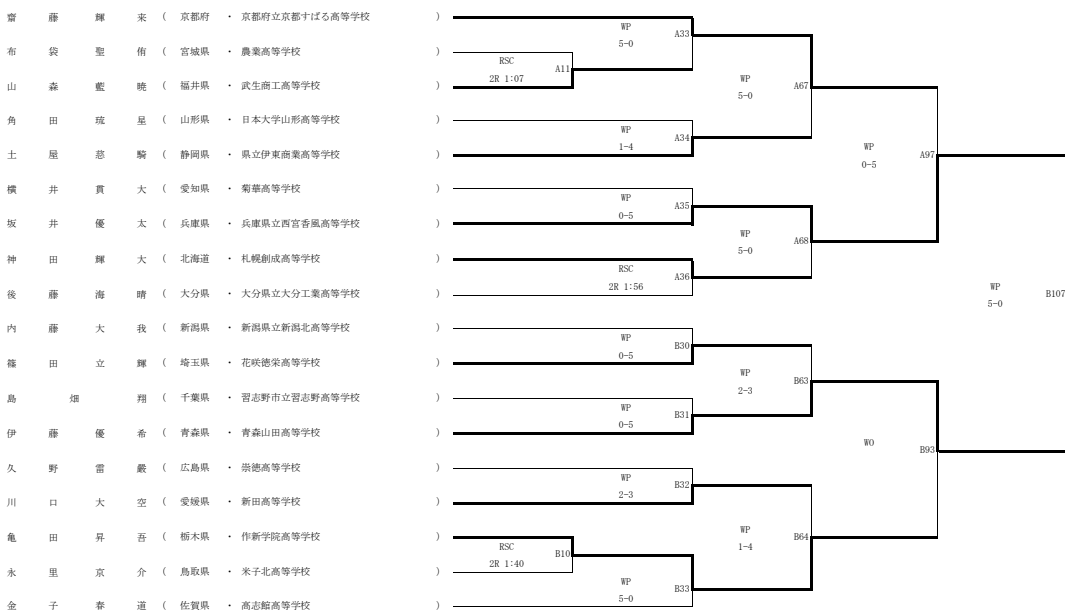 齋藤輝来 ( 京都府 ・ 京都府立京都すばる高等学校 )
WP
5-0
A33
布袋聖侑 ( 宮城県 ・ 農業高等学校 )
RSC
2R 1:07
A11
山森藍暁 ( 福井県 ・ 武生商工高等学校 )
WP
5-0
A67
角田琉星 ( 山形県 ・ 日本大学山形高等学校 )
WP
1-4
A34
土屋慈騎 ( 静岡県 ・ 県立伊東商業高等学校 )
WP
0-5
A97
横井貫大 ( 愛知県 ・ 菊華高等学校 )
WP
0-5
A35
坂井優太 ( 兵庫県 ・ 兵庫県立西宮香風高等学校 )
WP
5-0
A68
神田輝大 ( 北海道 ・ 札幌創成高等学校 )
RSC
2R 1:56
A36
後藤海晴 ( 大分県 ・ 大分県立大分工業高等学校 )
WP
5-0
B107
内藤大我 ( 新潟県 ・ 新潟県立新潟北高等学校 )
WP
0-5
B30
篠田立輝 ( 埼玉県 ・ 花咲徳栄高等学校 )
WP
2-3
B63
島畑翔 ( 千葉県 ・ 習志野市立習志野高等学校 )
WP
0-5
B31
伊藤優希 ( 青森県 ・ 青森山田高等学校 )
WO
B93
久野雷嚴 ( 広島県 ・ 崇徳高等学校 )
WP
2-3
B32
川口大空 ( 愛媛県 ・ 新田高等学校 )
WP
1-4
B64
亀田昇吾 ( 栃木県 ・ 作新学院高等学校 )
RSC
2R 1:40
B10
永里京介 ( 鳥取県 ・ 米子北高等学校 )
WP
5-0
B33
金子春道 ( 佐賀県 ・ 高志館高等学校 )